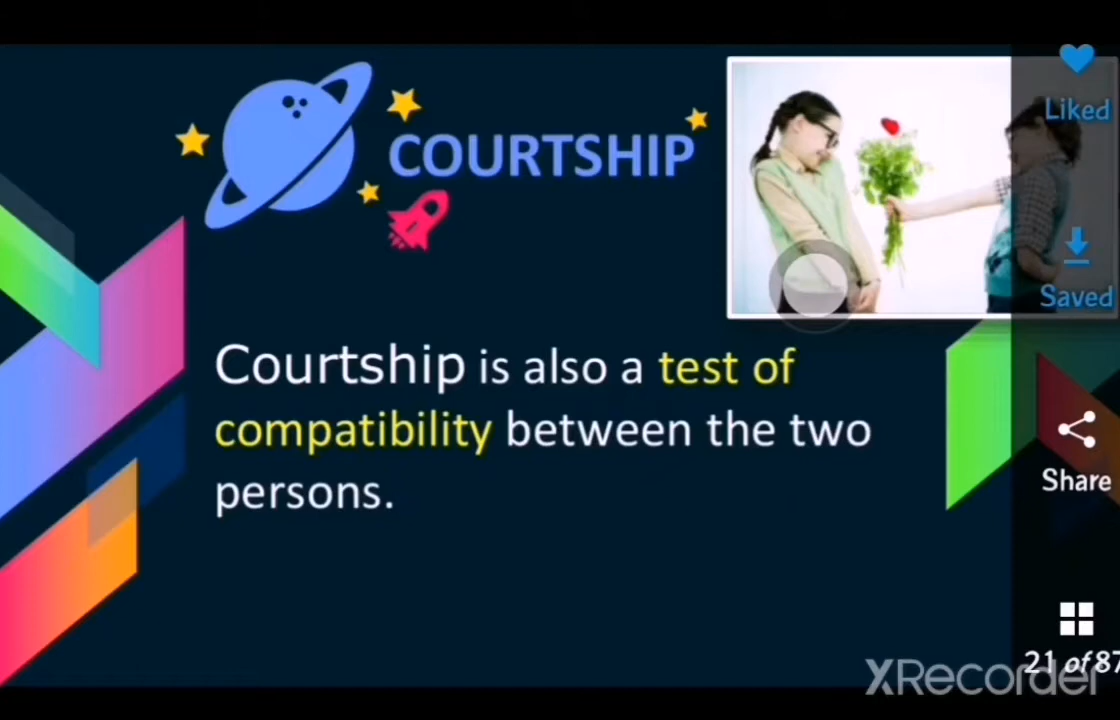 COURTSHIP
Liked
Saved
Courtship is also a test of
compatibility between the two
persons.
Share
21 of 87
XRecorder